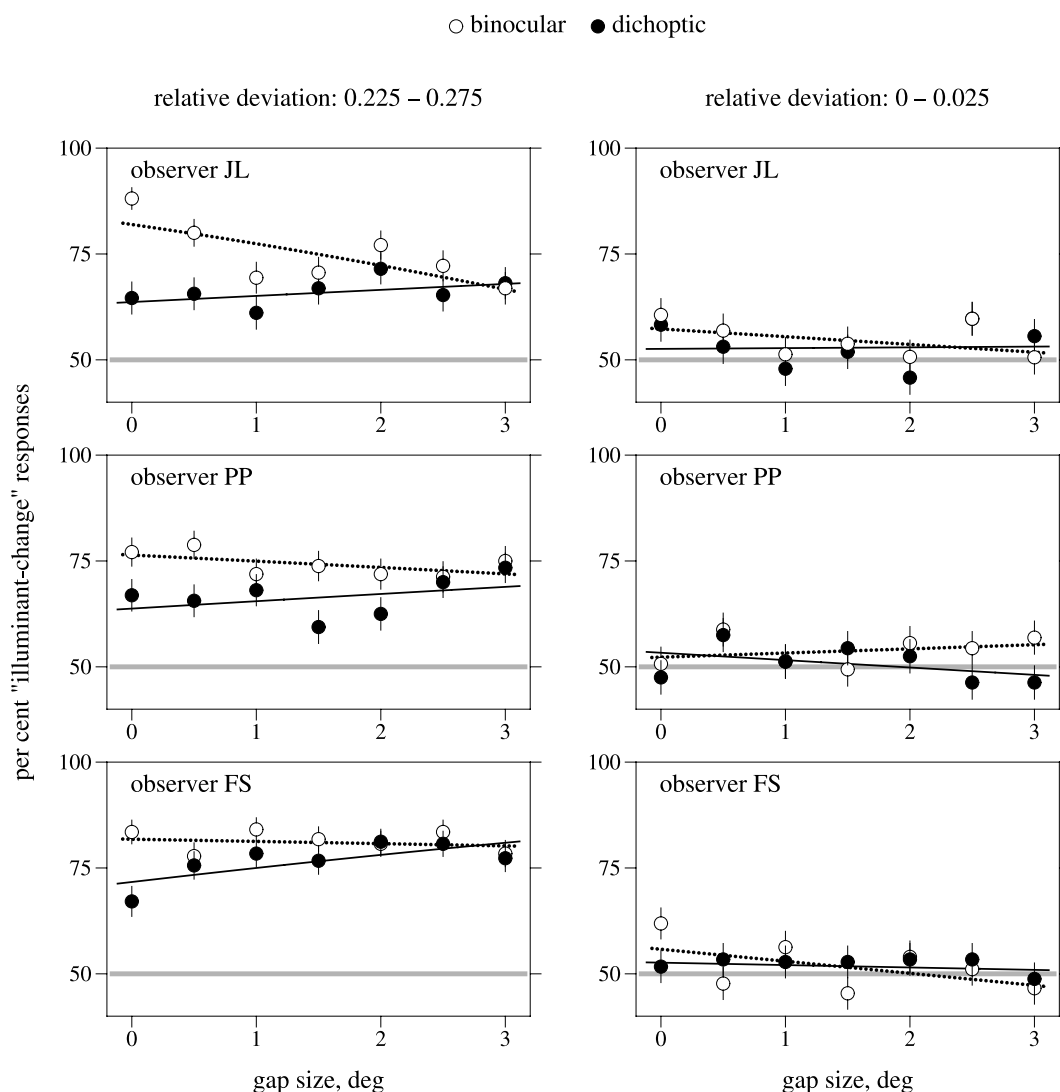 binocular dichoptic
relative deviation: 0.225 – 0.275
relative deviation: 0 – 0.025
per cent "illuminant-change" responses
observer JL
100
75
50
0 1 2 3
observer JL
100
75
50
0 1 2 3
observer PP
100
75
50
0 1 2 3
observer PP
100
75
50
0 1 2 3
observer FS
100
75
50
0 1 2 3
observer FS
100
75
50
0 1 2 3
gap size, deg
gap size, deg